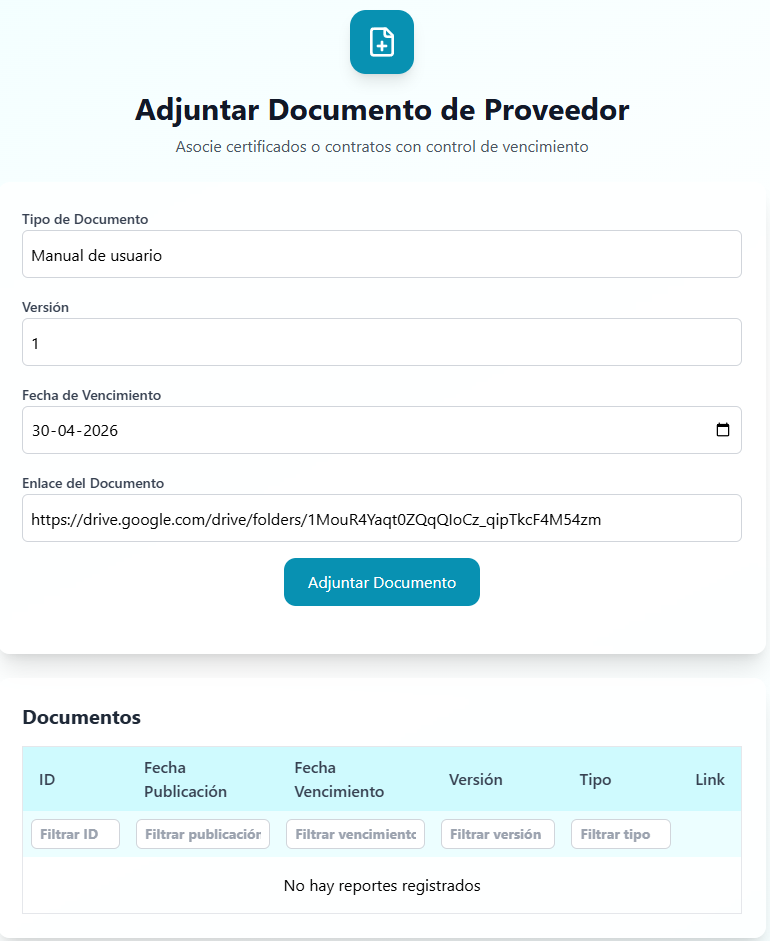 Adjuntar Documento de Proveedor
Asocie certificados o contratos con control de vencimiento
Tipo de Documento
Manual de usuario
Versión
1
Fecha de Vencimiento
30-04-2026
Enlace del Documento
https://drive.google.com/drive/folders/1MouR4Yaqt0ZQqQIoCz_qipTkcF4M54zm
Adjuntar Documento
Documentos
ID Fecha Publicación Fecha Vencimiento Versión Tipo Link
Filtrar ID Filtrar publicación Filtrar vencimiento Filtrar versión Filtrar tipo
No hay reportes registrados